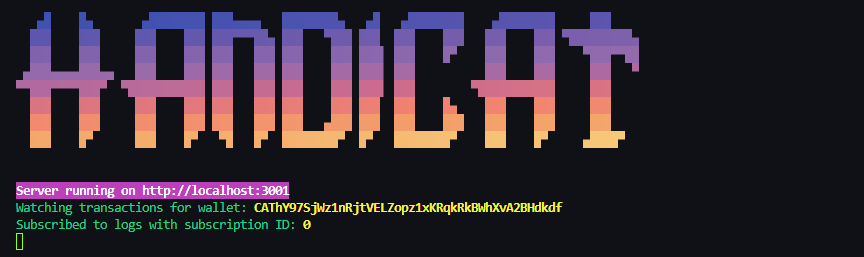 HANDICAT
Server running on http://localhost:3001
Watching transactions for wallet: CAThY97SjWz1nRjtVELZopz1xKRqkRkBWhXvA2BHdkdf
Subscribed to logs with subscription ID: 0